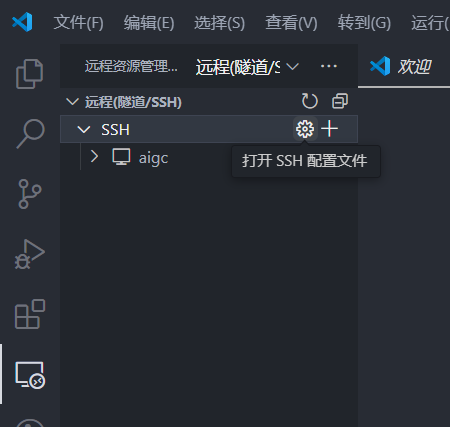 文件(F) 编辑(E) 选择(S) 查看(V) 转到(G) 运行(
远程资源管理... 远程(隧道/S ... 欢迎
远程(隧道/SSH)
SSH
aigc
打开 SSH 配置文件